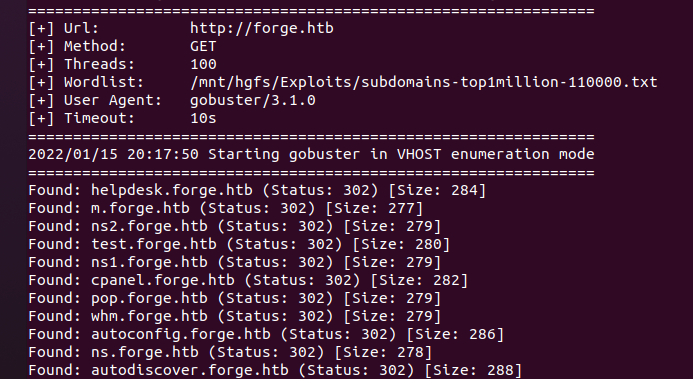 ===============================================================
[+] Url:            http://forge.htb
[+] Method:         GET
[+] Threads:        100
[+] Wordlist:       /mnt/hgfs/Exploits/subdomains-top1million-110000.txt
[+] User Agent:     gobuster/3.1.0
[+] Timeout:        10s
===============================================================
2022/01/15 20:17:50 Starting gobuster in VHOST enumeration mode
===============================================================
Found: helpdesk.forge.htb (Status: 302) [Size: 284]
Found: m.forge.htb (Status: 302) [Size: 277]
Found: ns2.forge.htb (Status: 302) [Size: 279]
Found: test.forge.htb (Status: 302) [Size: 280]
Found: ns1.forge.htb (Status: 302) [Size: 279]
Found: cpanel.forge.htb (Status: 302) [Size: 282]
Found: pop.forge.htb (Status: 302) [Size: 279]
Found: whm.forge.htb (Status: 302) [Size: 279]
Found: autoconfig.forge.htb (Status: 302) [Size: 286]
Found: ns.forge.htb (Status: 302) [Size: 278]
Found: autodiscover.forge.htb (Status: 302) [Size: 288]